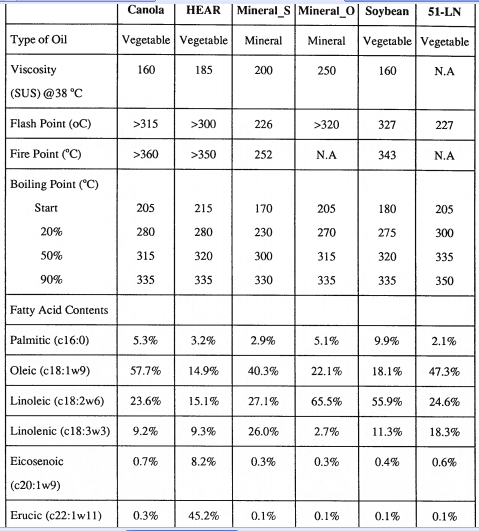 Canola HEAR Mineral_S Mineral_O Soybean 51-LN
Type of Oil Vegetable Vegetable Mineral Mineral Vegetable Vegetable
Viscosity 160 185 200 250 160 N.A
(SUS) @38 °C
Flash Point (oC) >315 >300 226 >320 327 227
Fire Point (°C) >360 >350 252 N.A 343 N.A
Boiling Point (°C)
Start 205 215 170 205 180 205
20% 280 280 230 270 275 300
50% 315 320 300 315 320 335
90% 335 335 330 335 335 350
Fatty Acid Contents
Palmitic (c16:0) 5.3% 3.2% 2.9% 5.1% 9.9% 2.1%
Oleic (c18:1w9) 57.7% 14.9% 40.3% 22.1% 18.1% 47.3%
Linoleic (c18:2w6) 23.6% 15.1% 27.1% 65.5% 55.9% 24.6%
Linolenic (c18:3w3) 9.2% 9.3% 26.0% 2.7% 11.3% 18.3%
Eicosenoic 0.7% 8.2% 0.3% 0.3% 0.4% 0.6%
(c20:1w9)
Erucic (c22:1w11) 0.3% 45.2% 0.1% 0.1% 0.1% 0.1%